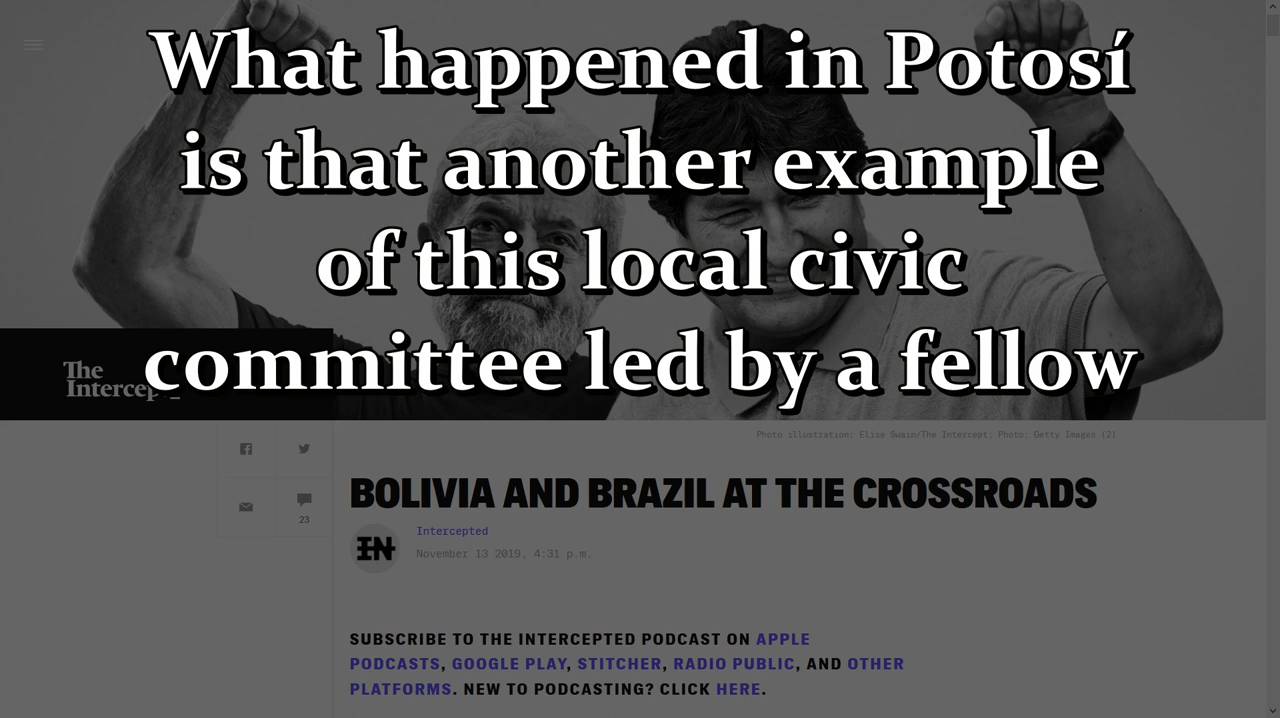 What happened in Potosí
is that another example
of this local civic
committee led by a fellow
The
Intercept_
Photo illustration: Elise Swain/The Intercept; Photo: Getty Images (2)
BOLIVIA AND BRAZIL AT THE CROSSROADS
23
IN
Intercepted
November 13 2019, 4:31 p.m.
SUBSCRIBE TO THE INTERCEPTED PODCAST ON APPLE
PODCASTS, GOOGLE PLAY, STITCHER, RADIO PUBLIC, AND OTHER
PLATFORMS. NEW TO PODCASTING? CLICK HERE.